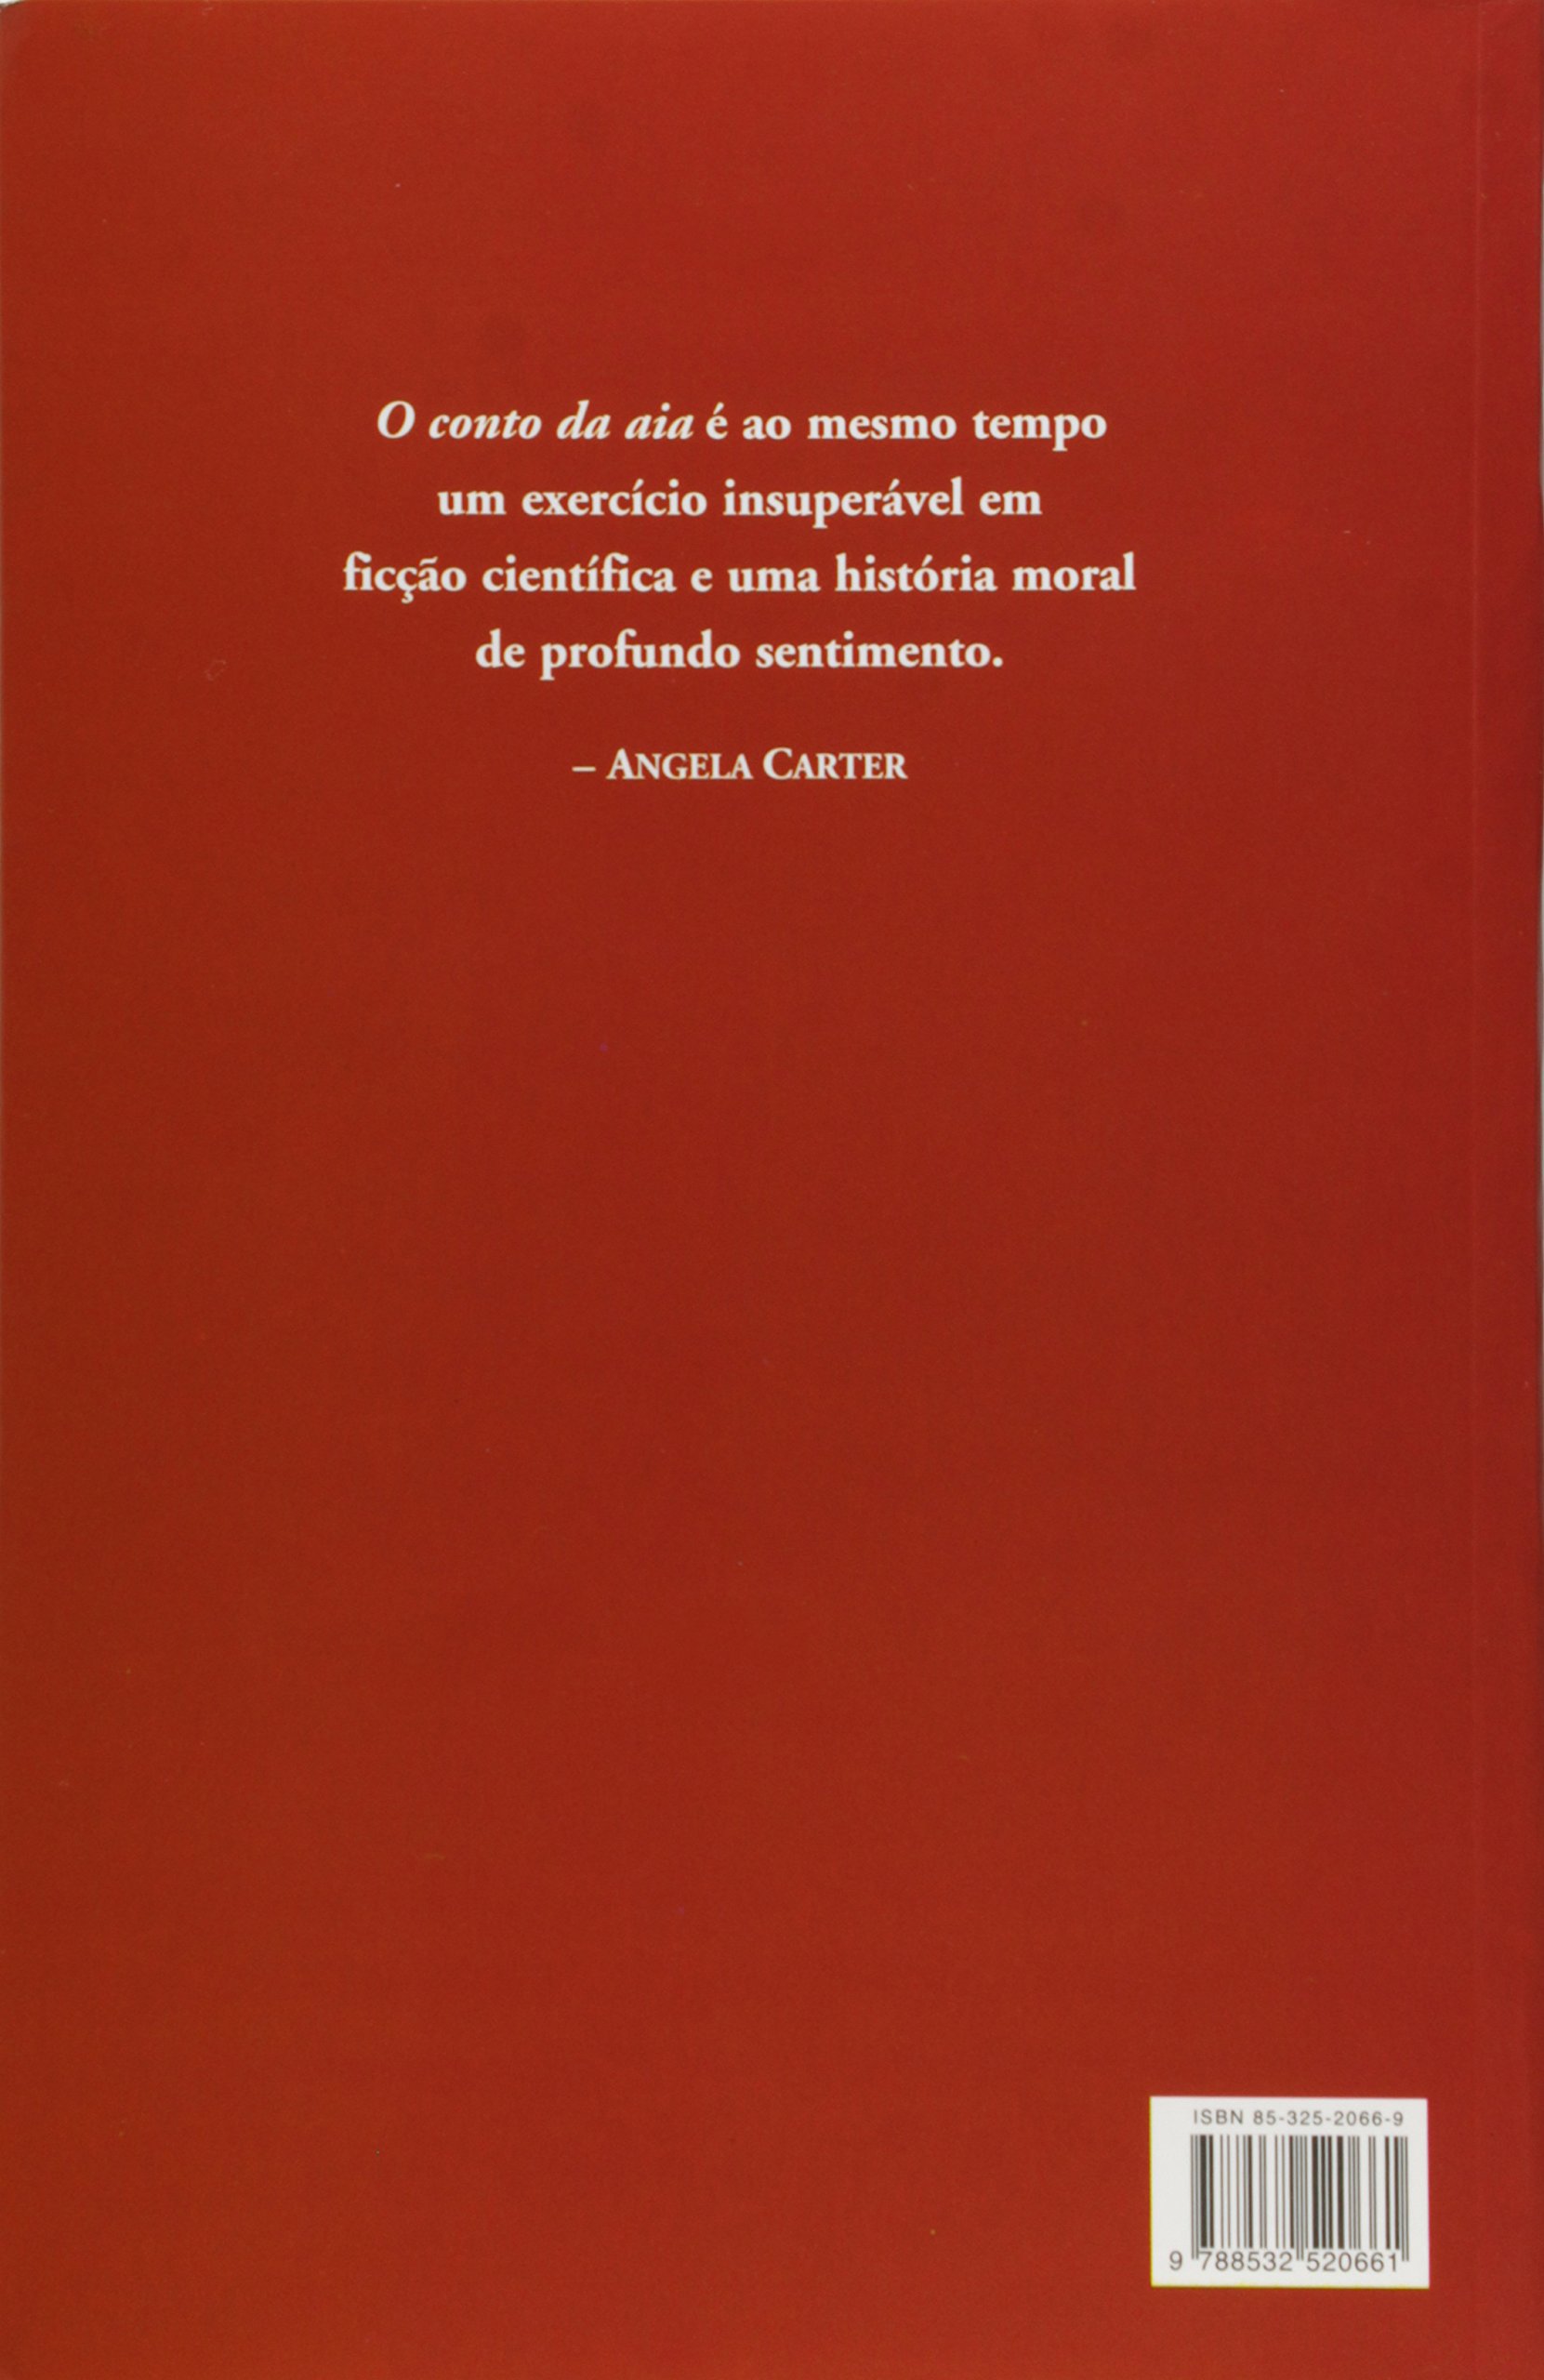 O conto da aia é ao mesmo tempo
um exercício insuperável em
ficção científica e uma história moral
de profundo sentimento.
– ANGELA CARTER
ISBN 85-325-2066-9
9 788532 520661